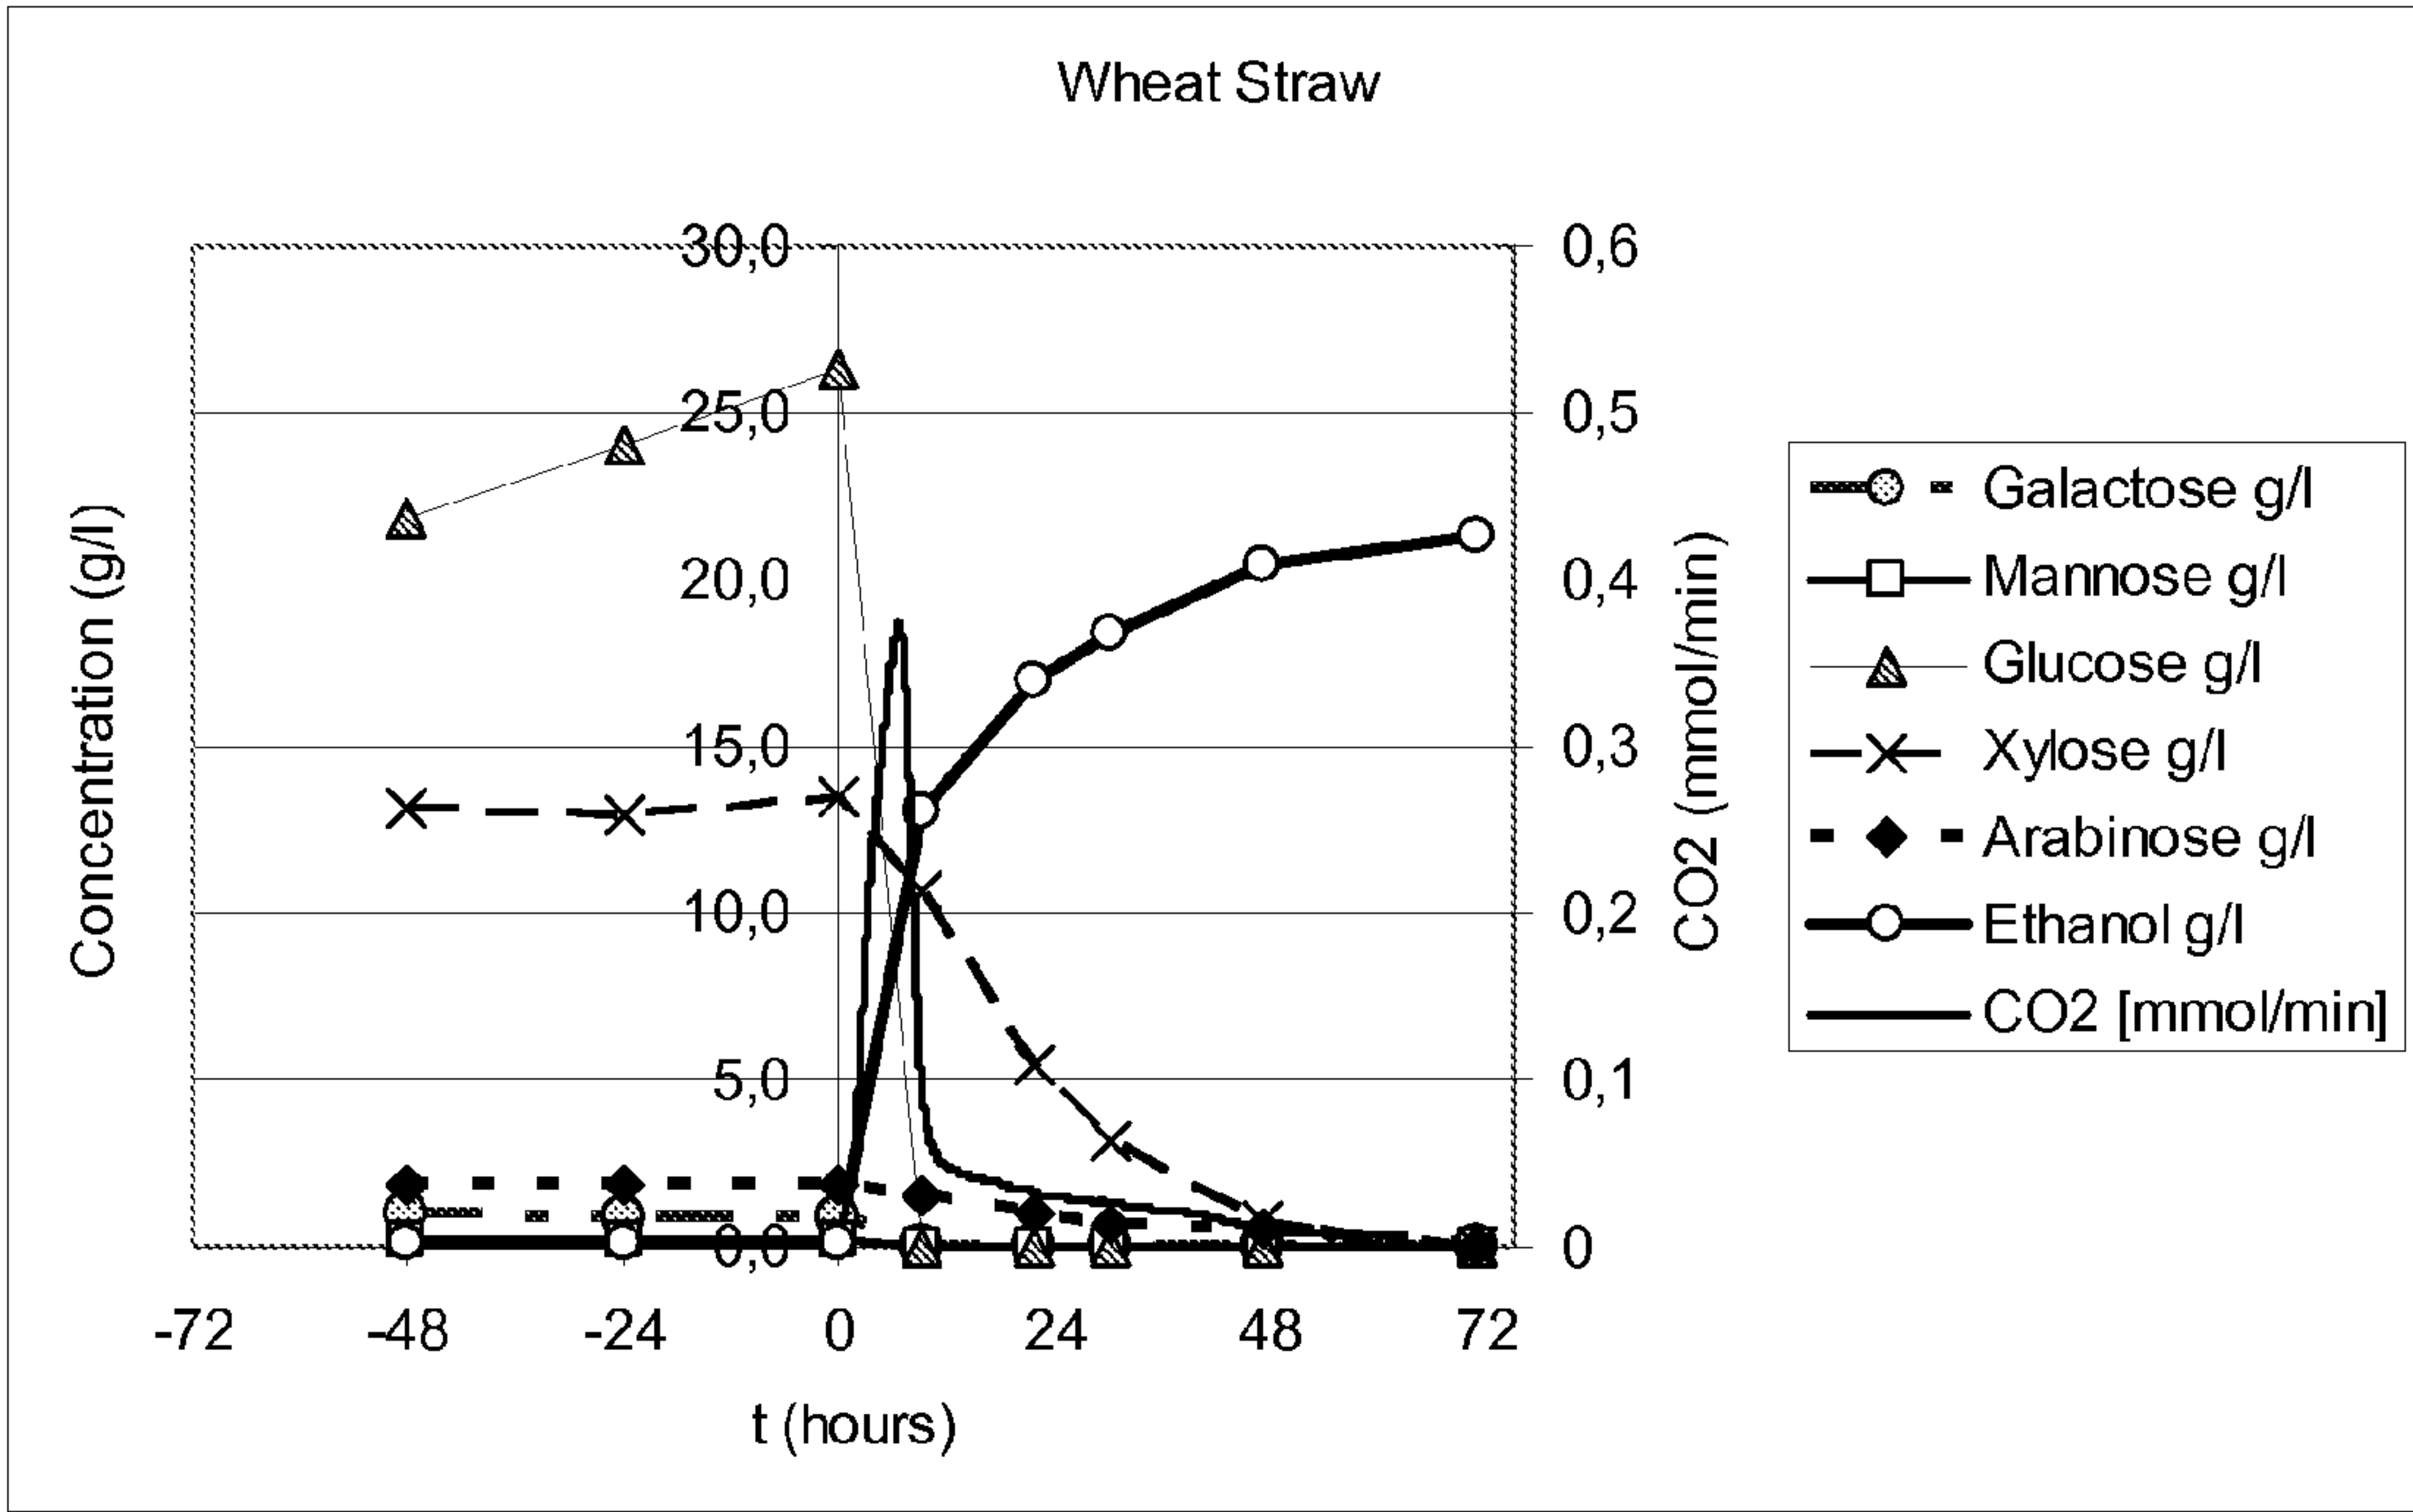 Wheat Straw
Concentration (g/l)
30,0
25,0
20,0
15,0
10,0
5,0
0,0
0,6
0,5
0,4
0,3
0,2
0,1
0
CO2 (mmol/min)
-72 -48 -24 0 24 48 72
t (hours)
Galactose g/l
Mannose g/l
Glucose g/l
Xylose g/l
Arabinose g/l
Ethanol g/l
CO2 [mmol/min]